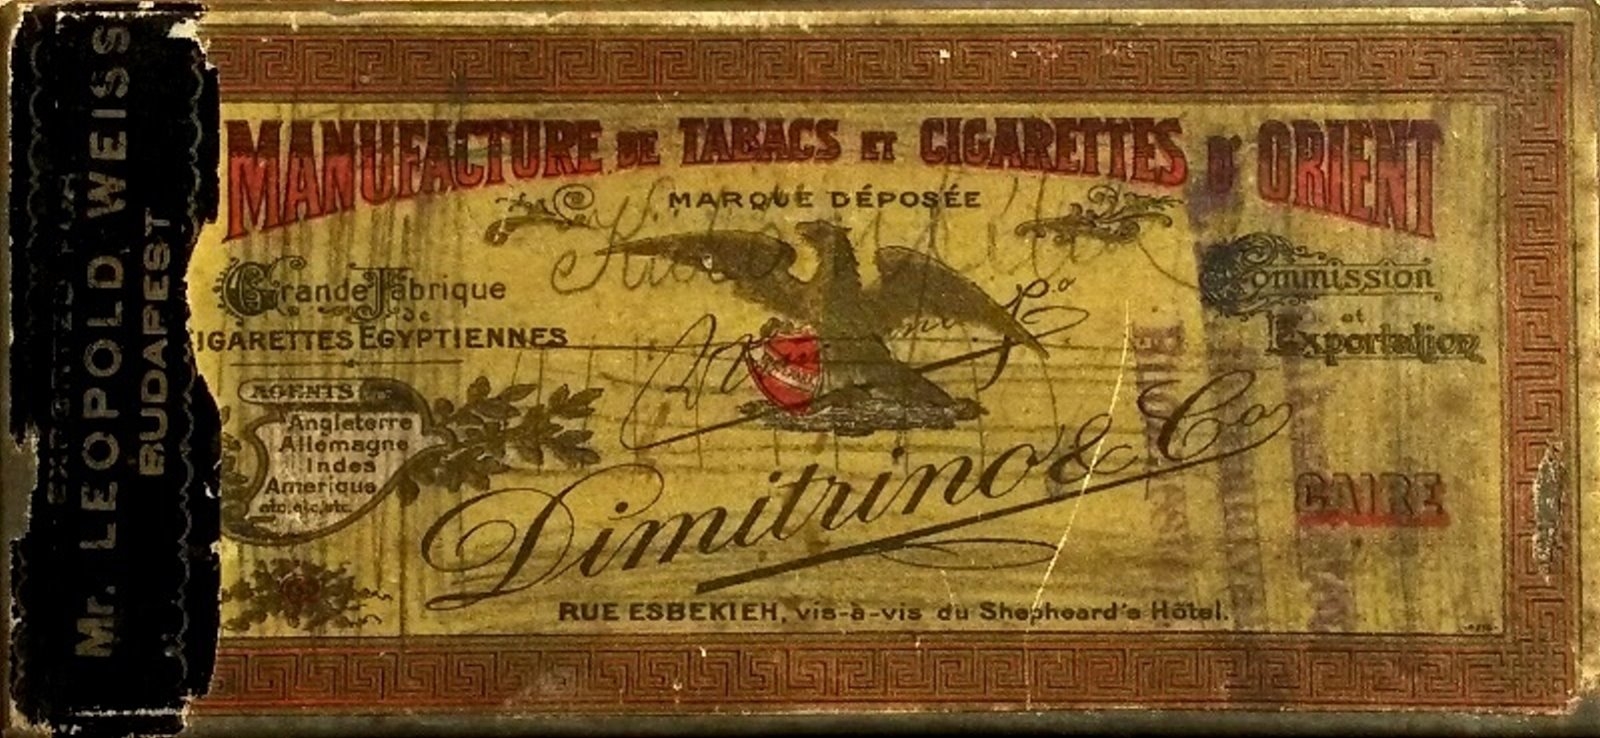 Mr. LEOPOLD WEISS
BUDAPEST
MANUFACTURE DE TABACS ET CIGARETTES D'ORIENT
MARQUE DÉPOSÉE
Grande Fabrique
de
CIGARETTES EGYPTIENNES
AGENTS
Angleterre
Allemagne
Indes
Amerique
etc, etc, etc.
Commission
et
Exportation
CAIRE
Dimitrino & Co
RUE ESBEKIEH, vis-à-vis du Shepheard's Hôtel.